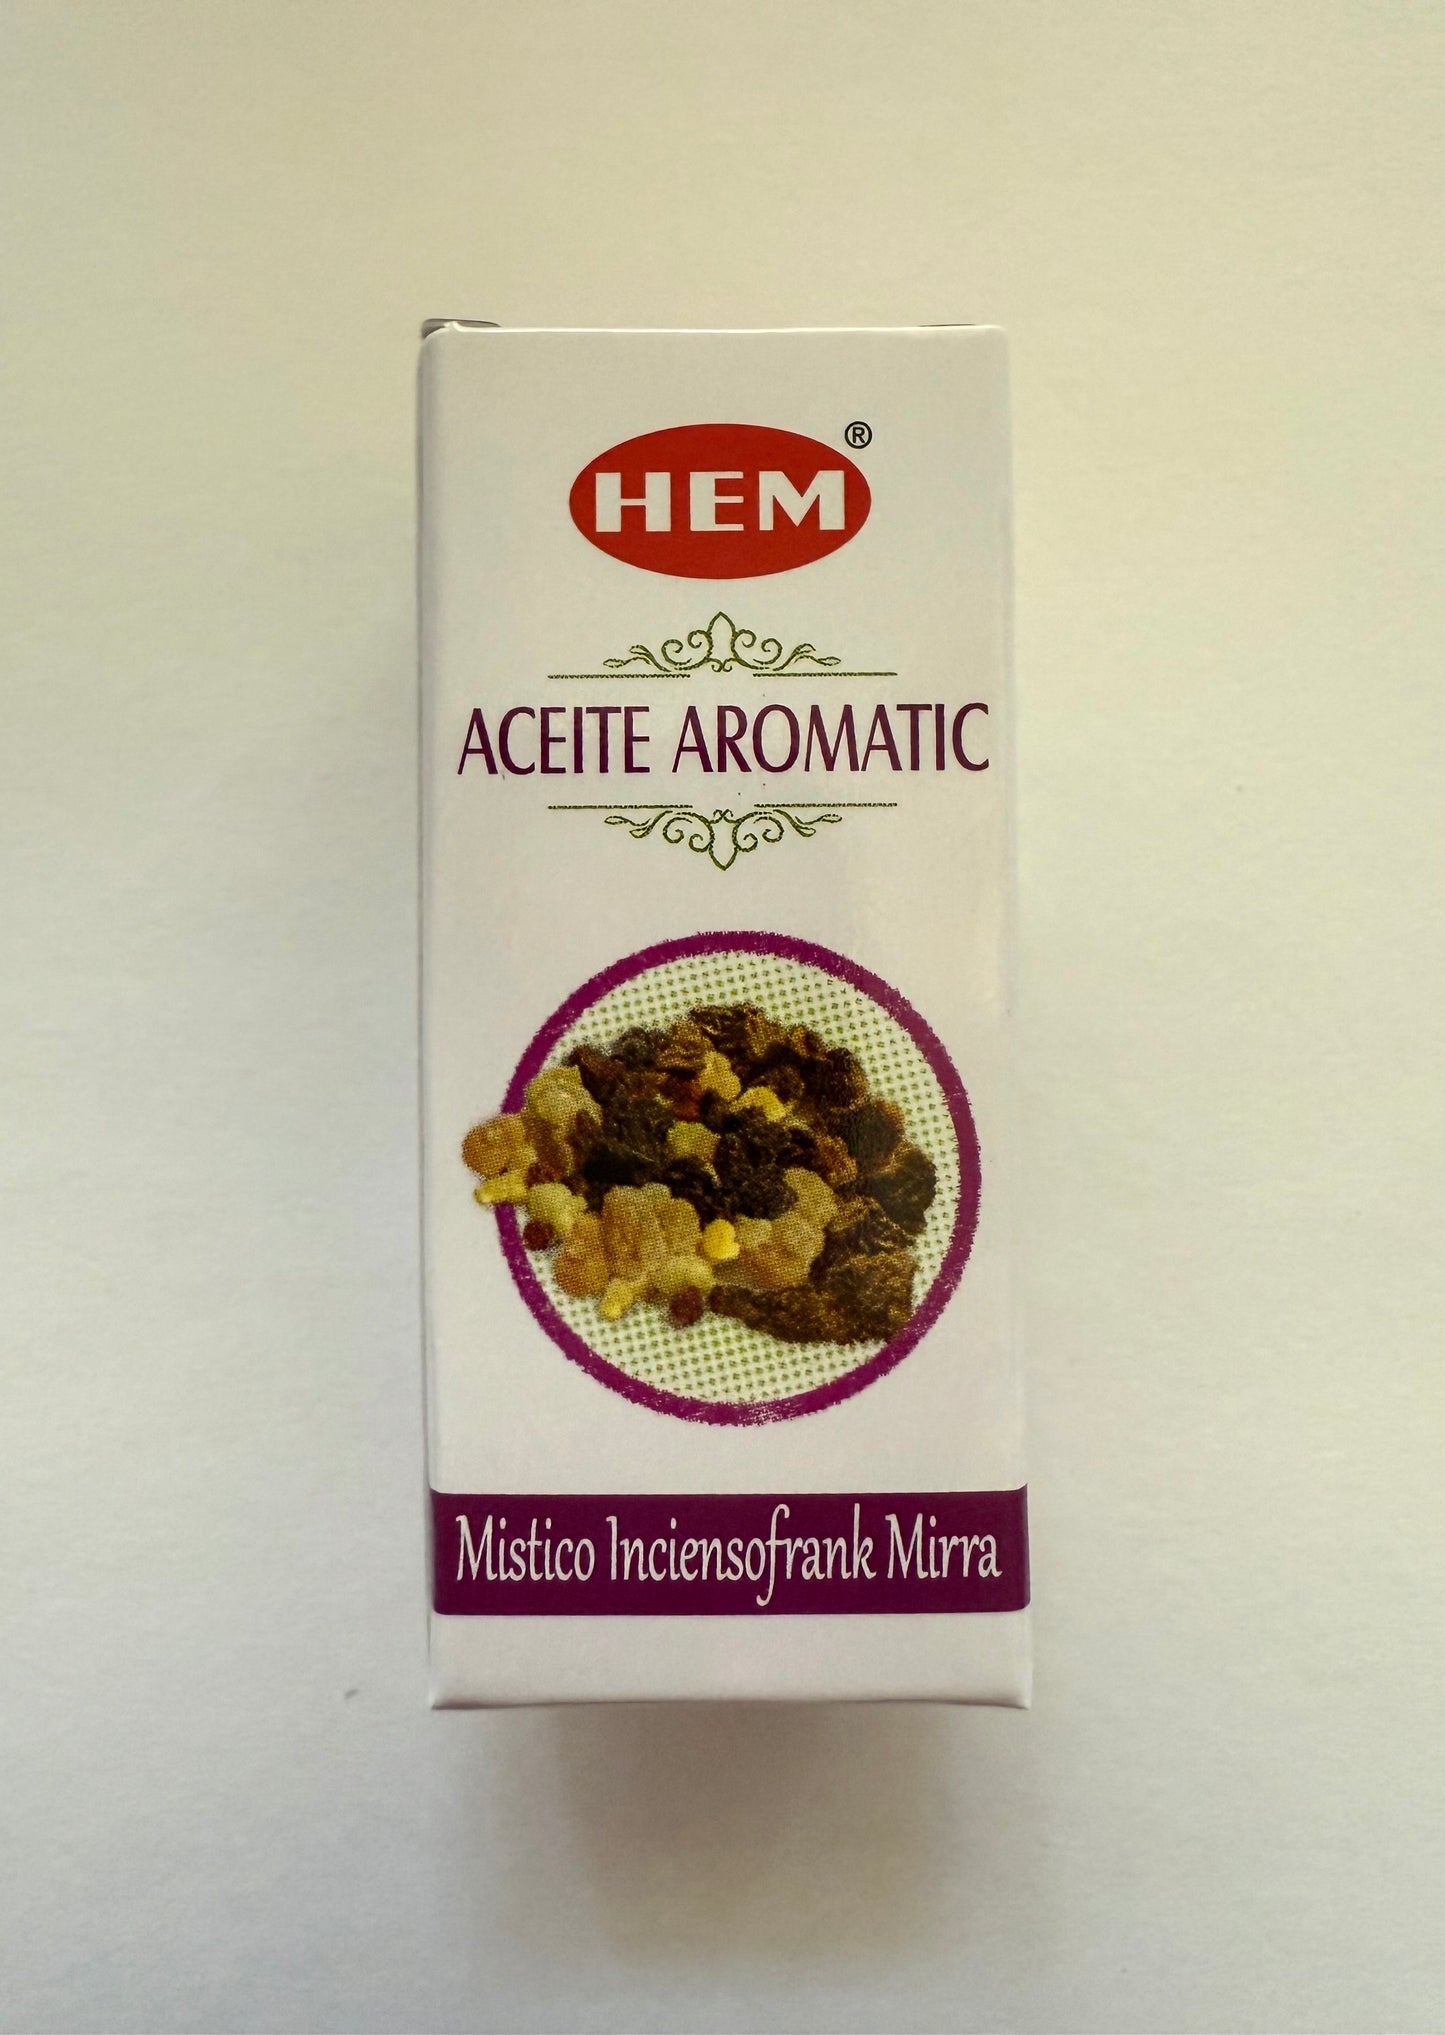 HEM®
ACEITE AROMATIC
Mistico Inciensofrank Mirra